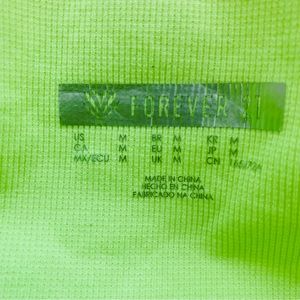 FOREVER 21
US M BR M KR M
CA M EU M JP M
MX/ECU M UK M CN
MADE IN CHINA
HECHO EN CHINA
FABRICADO NA CHINA